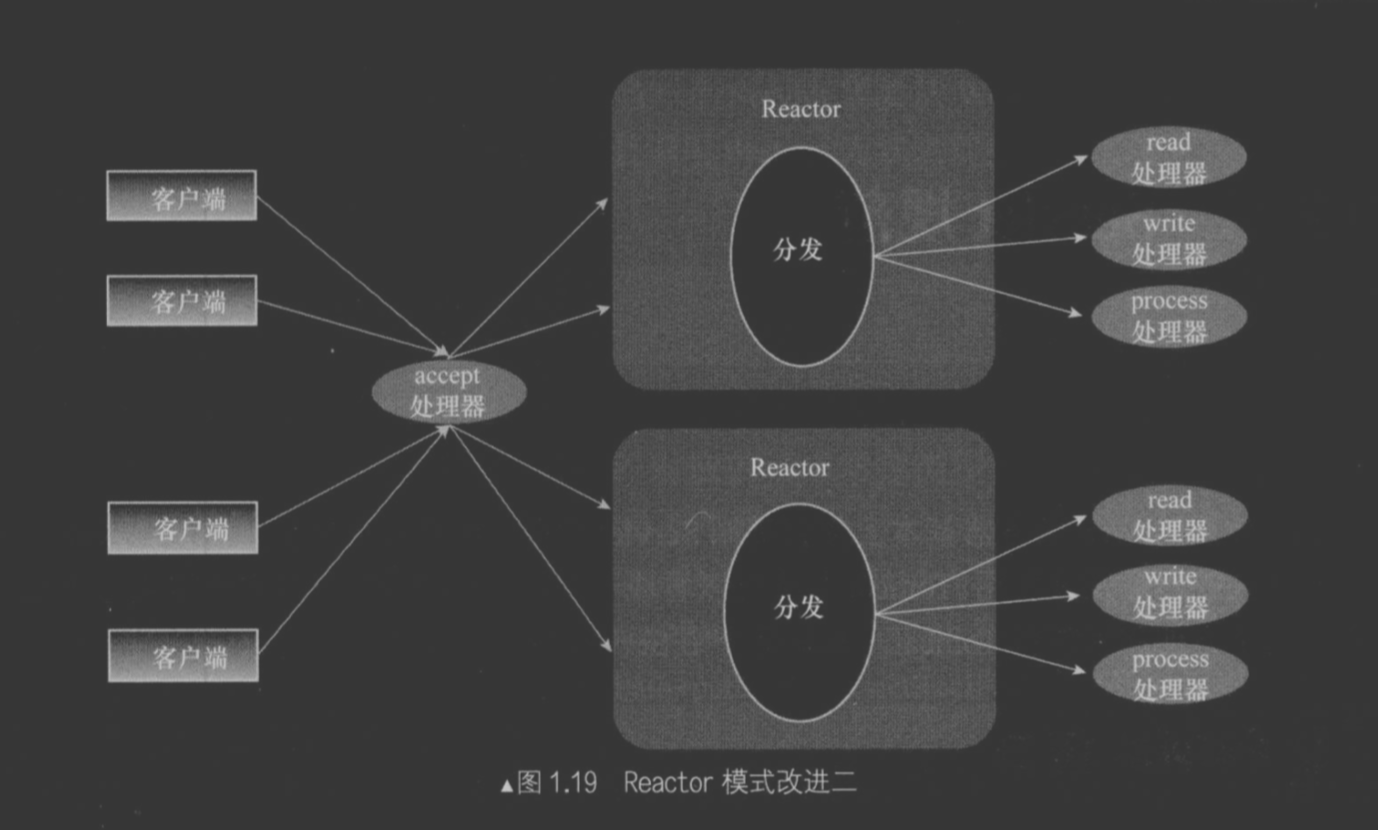 客户端
客户端
客户端
客户端
accept
处理器
Reactor
分发
read
处理器
write
处理器
process
处理器
Reactor
分发
read
处理器
write
处理器
process
处理器
▲图 1.19 Reactor 模式改进二